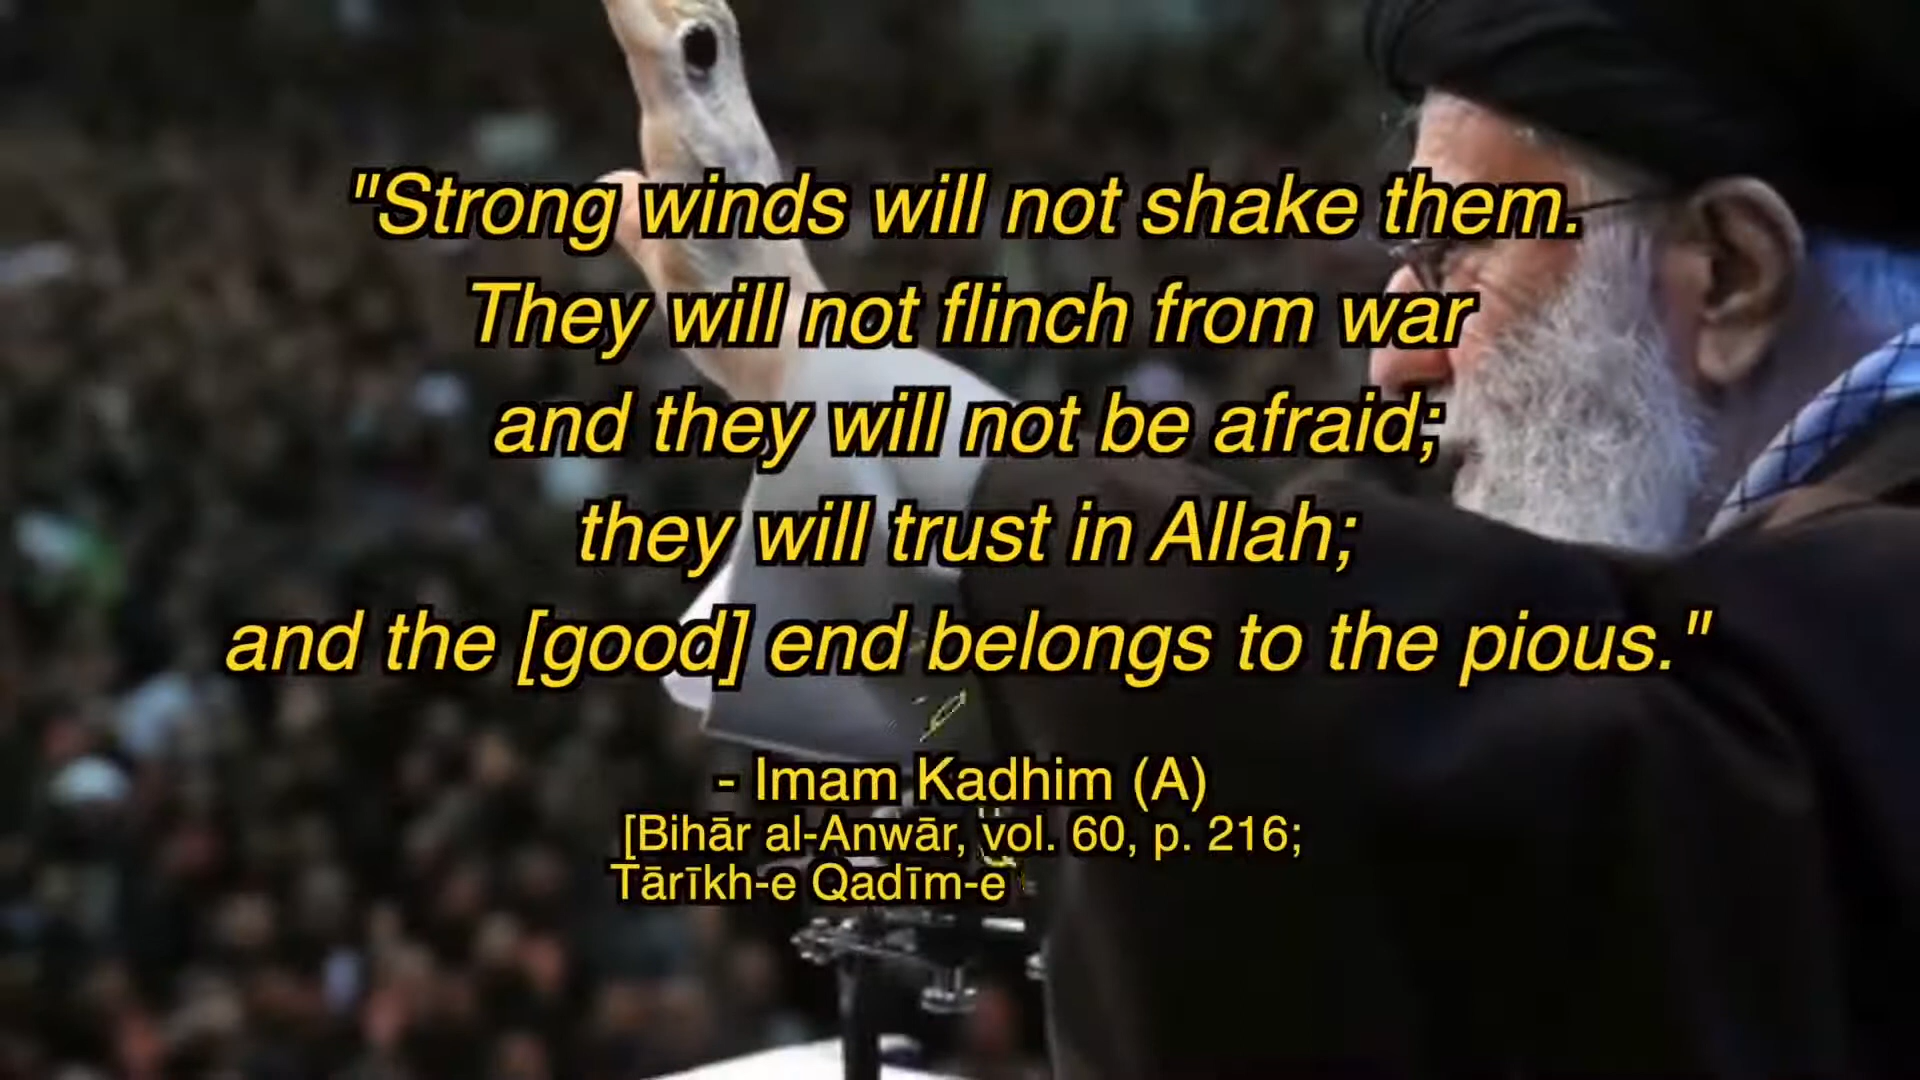 "Strong winds will not shake them.
They will not flinch from war
and they will not be afraid;
they will trust in Allah;
and the [good] end belongs to the pious."
- Imam Kadhim (A)
[Bihār al-Anwār, vol. 60, p. 216;
Tārīkh-e Qadīm-e